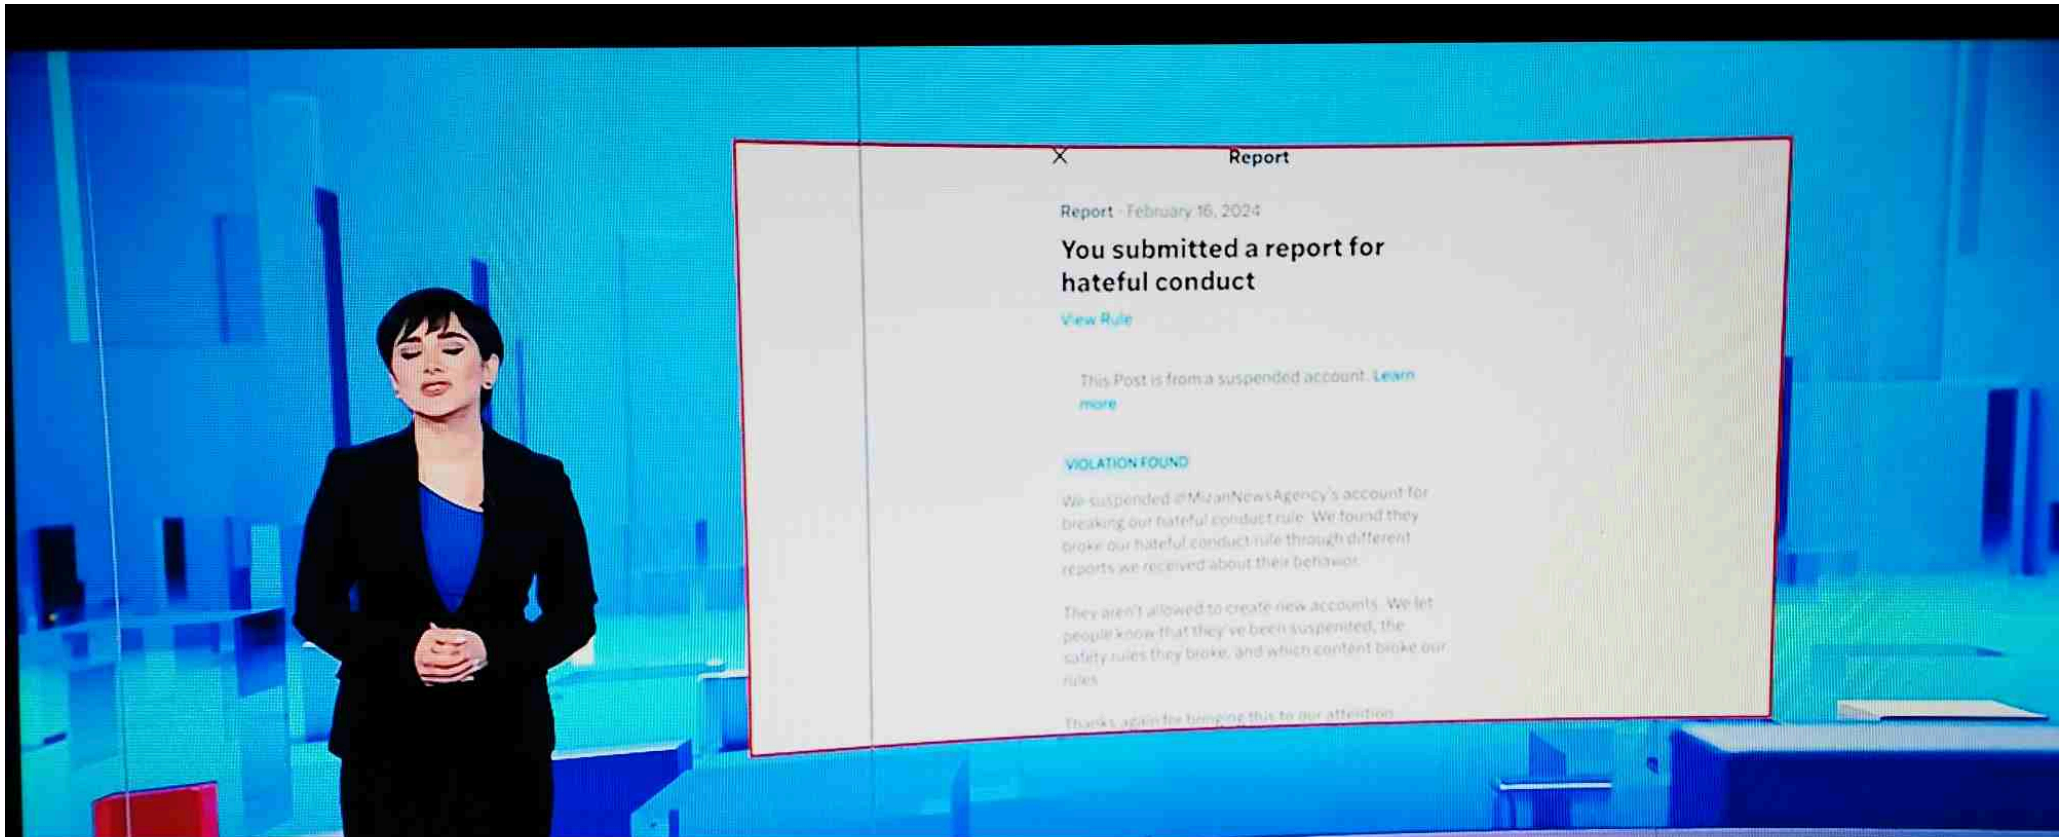 Report
Report - February 16, 2024
You submitted a report for
hateful conduct
View Rule
This Post is from a suspended account. Learn
more
VIOLATION FOUND
We suspended @MizanNewsAgency's account for
breaking our hateful conduct rule. We found they
broke our hateful conduct rule through different
reports we received about their behavior.
They aren't allowed to create new accounts. We let
people know that they've been suspended, the
safety rules they broke, and which content broke our
rules
Thanks again for bringing this to our attention